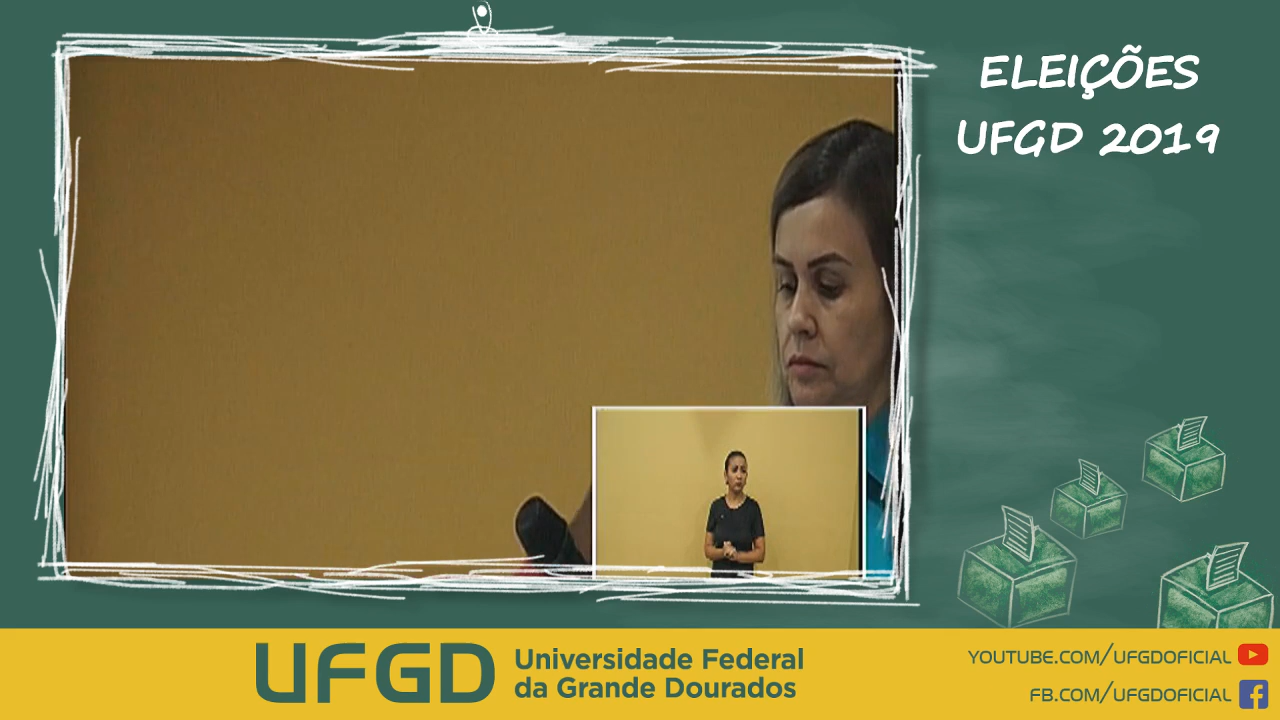 ELEIÇÕES
UFGD 2019
UFGD
Universidade Federal
da Grande Dourados
YOUTUBE.COM/UFGDOFICIAL
FB.COM/UFGDOFICIAL